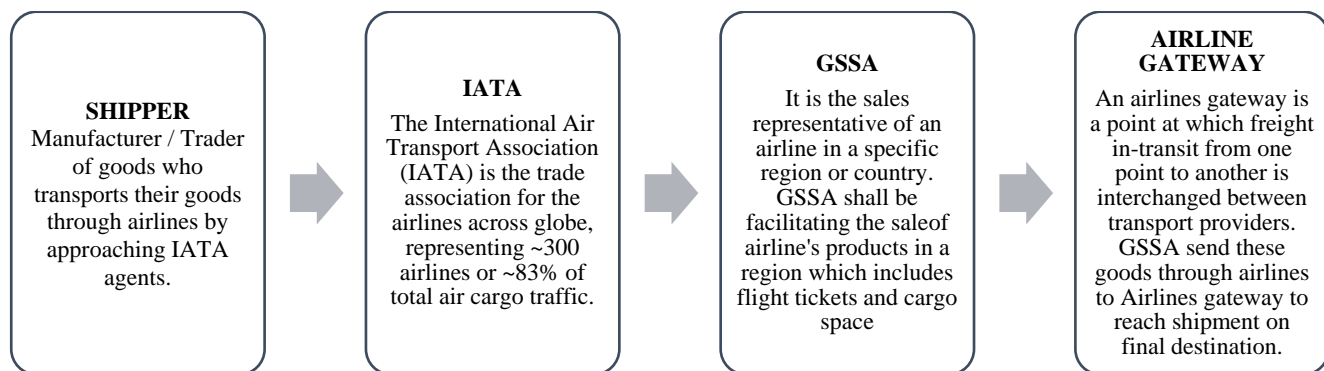 SHIPPER
Manufacturer / Trader
of goods who
transports their goods
through airlines by
approaching IATA
agents.
IATA
The International Air
Transport Association
(IATA) is the trade
association for the
airlines across globe,
representing ~300
airlines or ~83% of
total air cargo traffic.
GSSA
It is the sales
representative of an
airline in a specific
region or country.
GSSA shall be
facilitating the saleof
airline's products in a
region which includes
flight tickets and cargo
space
AIRLINE
GATEWAY
An airlines gateway is
a point at which freight
in-transit from one
point to another is
interchanged between
transport providers.
GSSA send these
goods through airlines
to Airlines gateway to
reach shipment on
final destination.